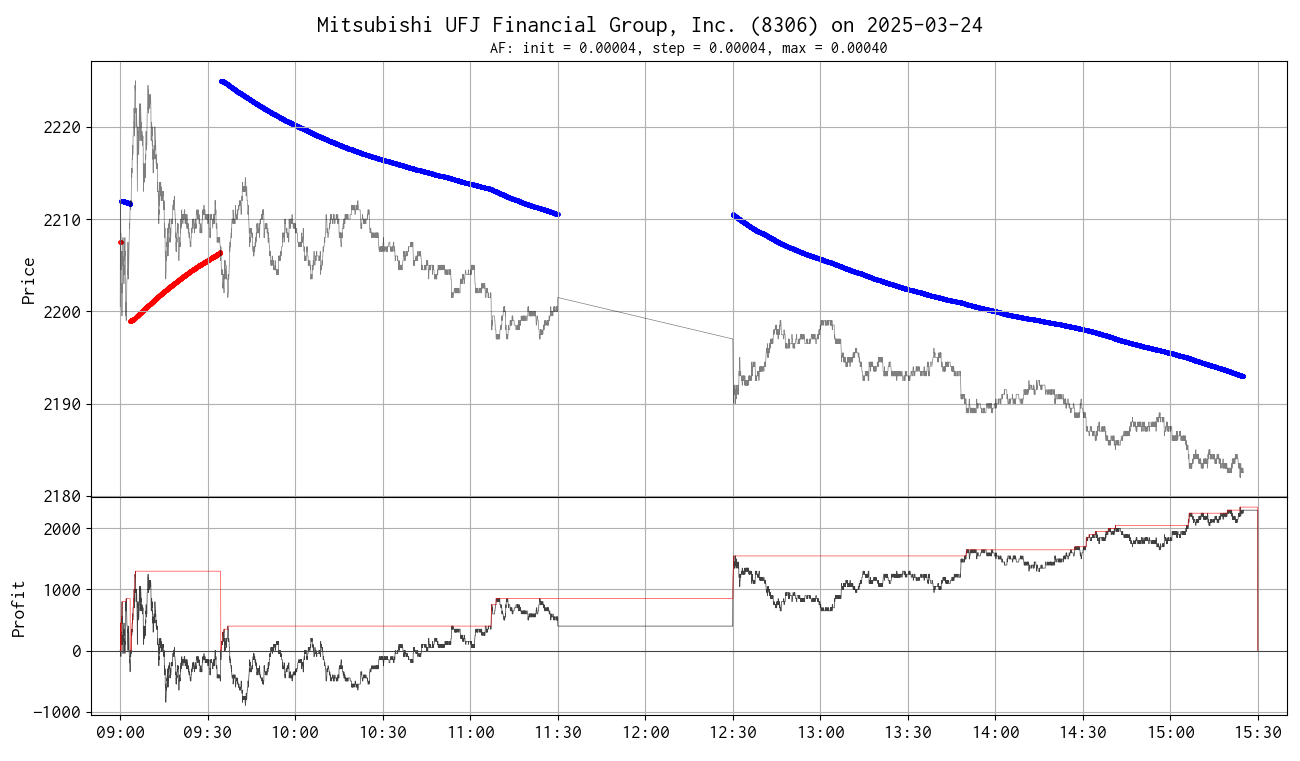 Mitsubishi UFJ Financial Group, Inc. (8306) on 2025-03-24
AF: init = 0.00004, step = 0.00004, max = 0.00040
Price
2220
2210
2200
2190
2180
Profit
2000
1000
0
−1000
09:00 09:30 10:00 10:30 11:00 11:30 12:00 12:30 13:00 13:30 14:00 14:30 15:00 15:30